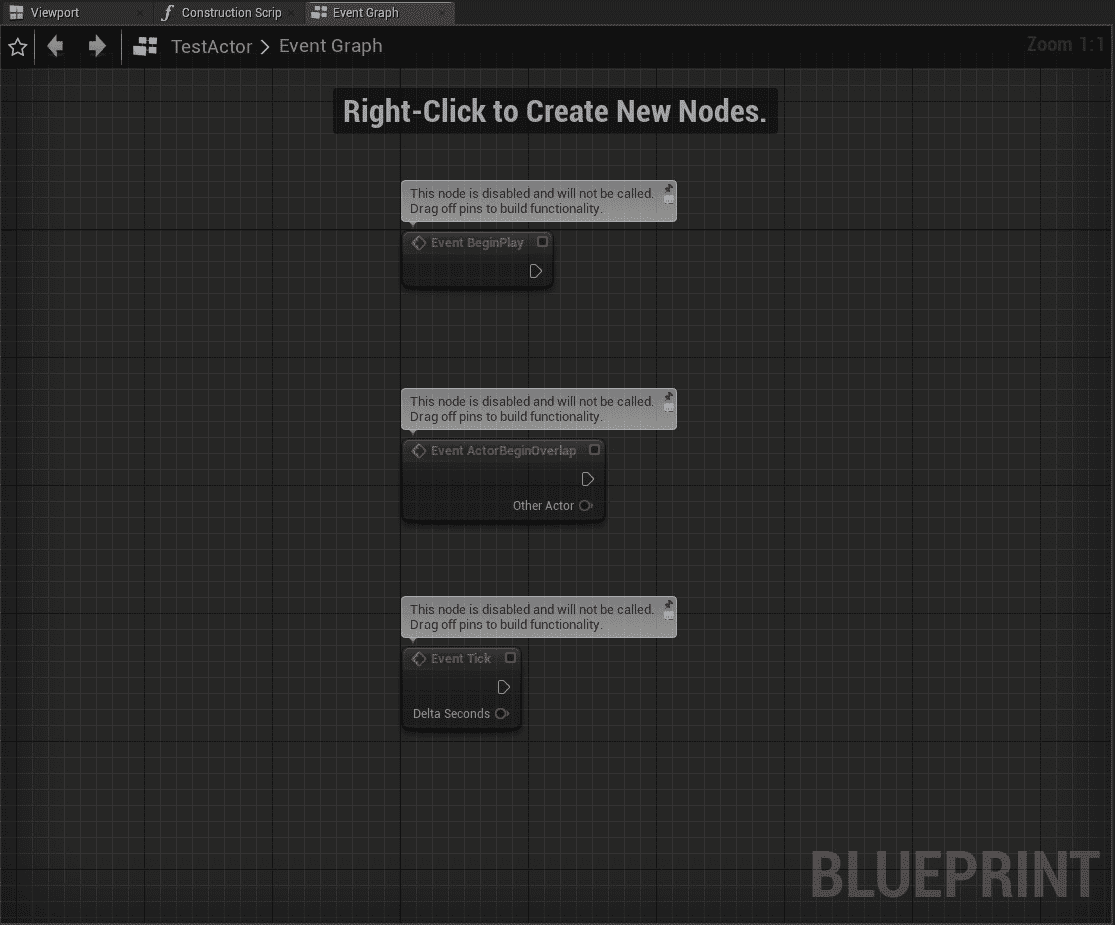 Viewport
Construction Scrip
Event Graph
TestActor > Event Graph
Zoom 1:1
Right-Click to Create New Nodes.
This node is disabled and will not be called.
Drag off pins to build functionality.
Event BeginPlay
This node is disabled and will not be called.
Drag off pins to build functionality.
Event ActorBeginOverlap
Other Actor
This node is disabled and will not be called.
Drag off pins to build functionality.
Event Tick
Delta Seconds
BLUEPRINT